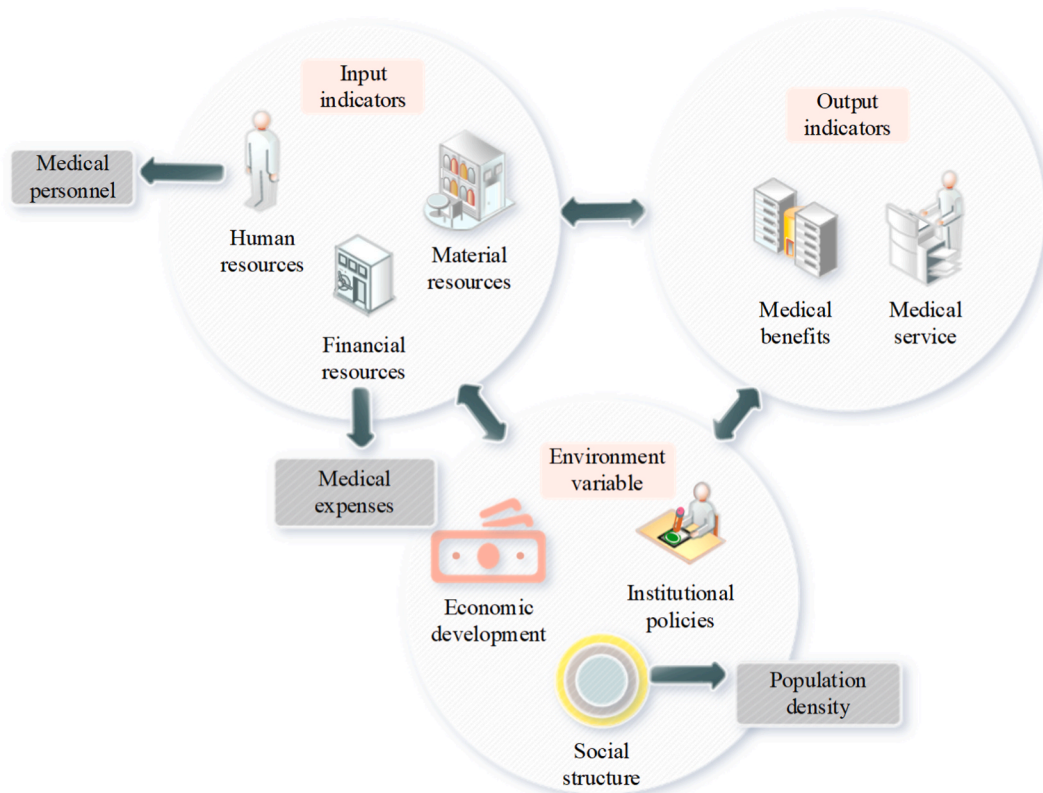 Input
indicators
Output
indicators
Medical
personnel
Human
resources
Material
resources
Financial
resources
Medical
benefits
Medical
service
Medical
expenses
Environment
variable
Economic
development
Institutional
policies
Population
density
Social
structure